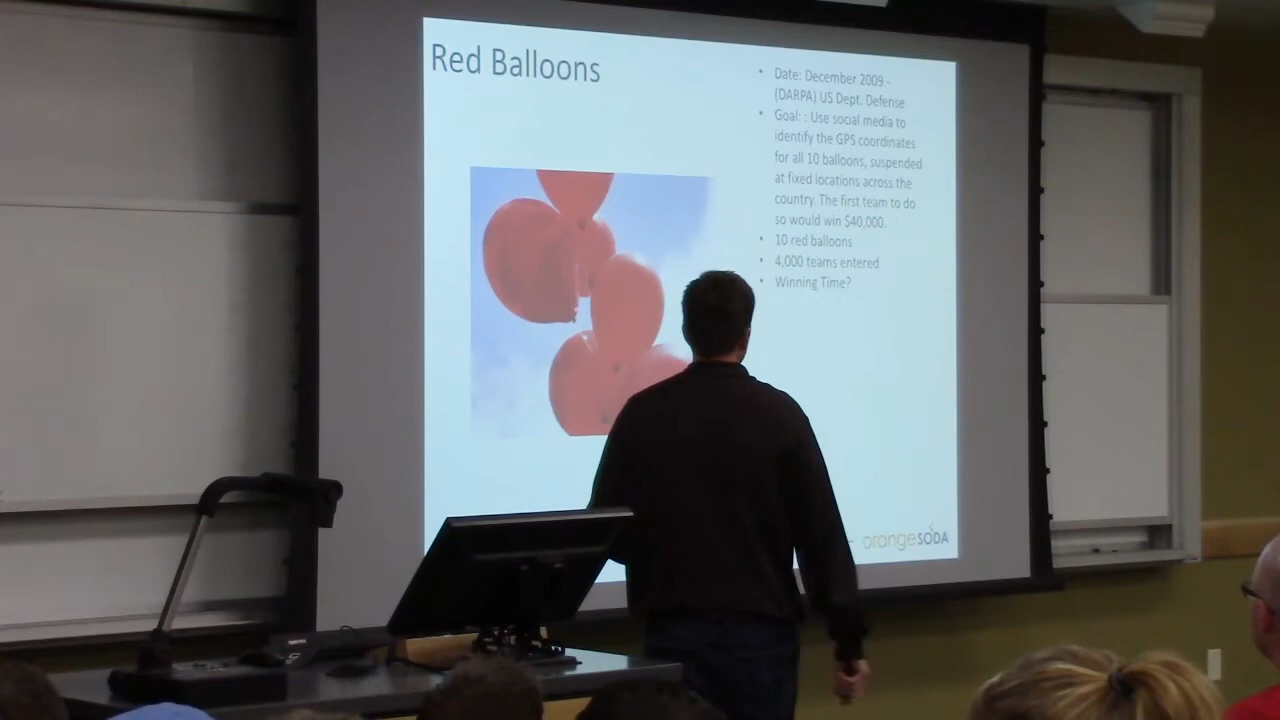 Red Balloons
• Date: December 2009 -
(DARPA) US Dept. Defense
• Goal: : Use social media to
identify the GPS coordinates
for all 10 balloons, suspended
at fixed locations across the
country. The first team to do
so would win $40,000.
• 10 red balloons
• 4,000 teams entered
• Winning Time?
orangeSODA